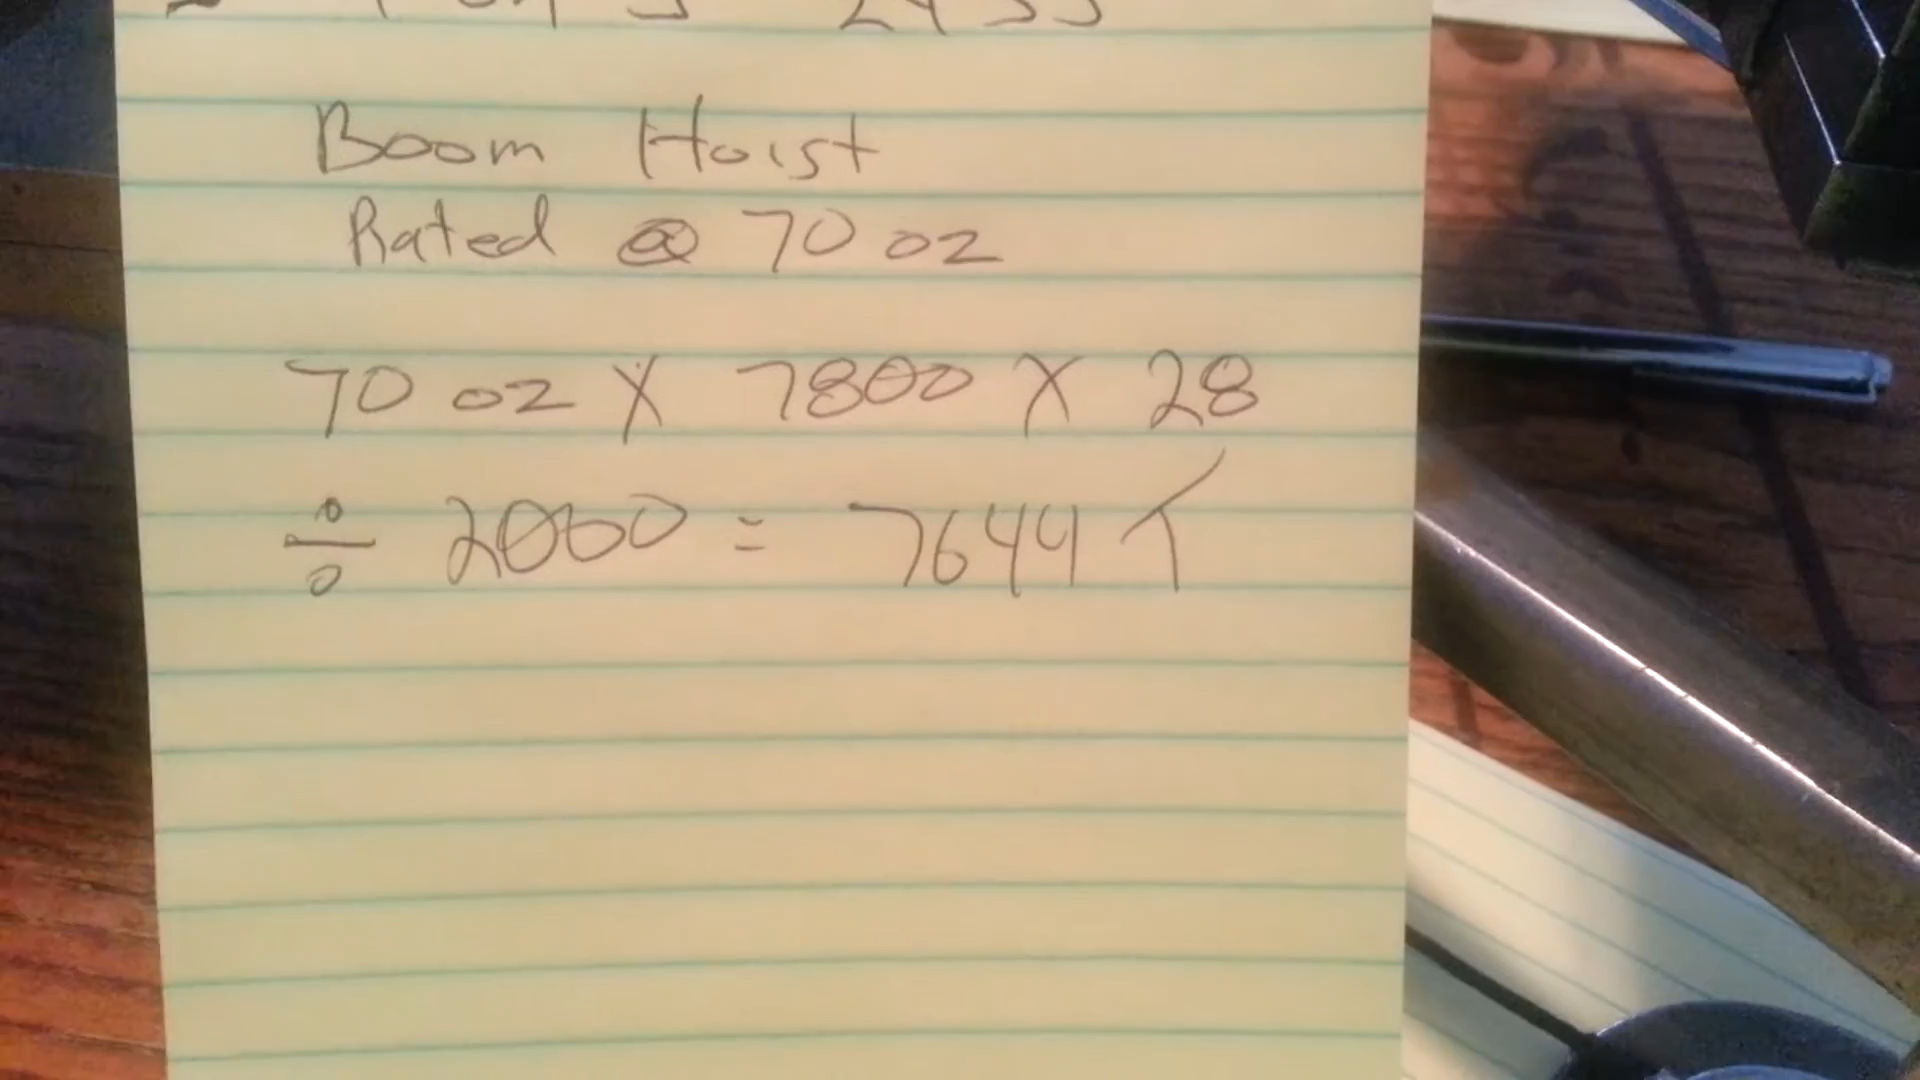 Boom Hoist
Rated @ 70 oz
70 oz X 7800 X 28
÷ 2000 = 7644 T